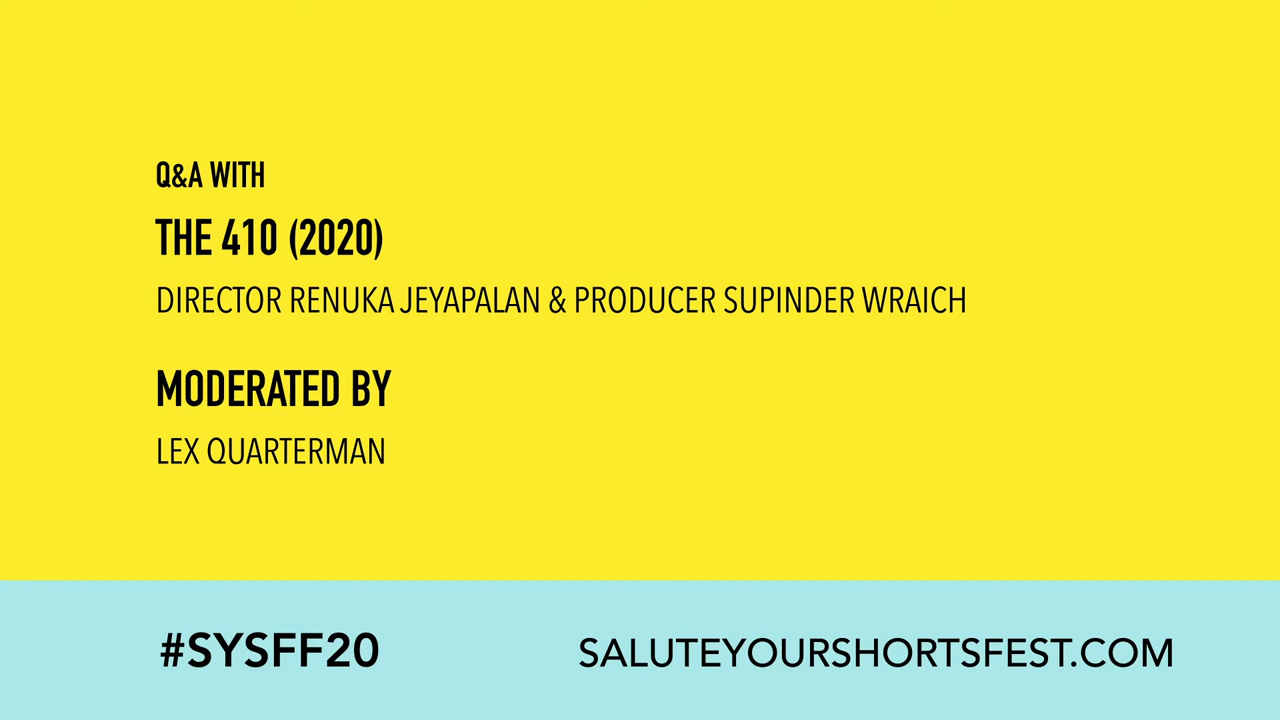 Q&A WITH
THE 410 (2020)
DIRECTOR RENUKA JEYAPALAN & PRODUCER SUPINDER WRAICH
MODERATED BY
LEX QUARTERMAN
#SYSFF20
SALUTEYOURSHORTSFEST.COM